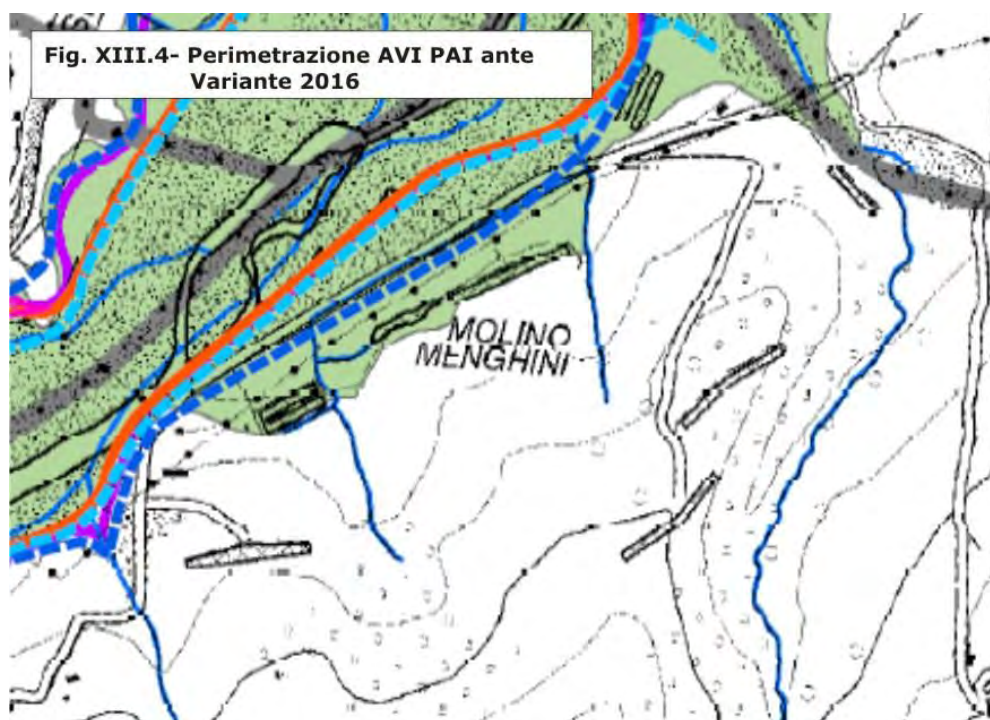 Fig. XIII.4- Perimetrazione AVI PAI ante
Variante 2016
MOLINO
MENGHINI